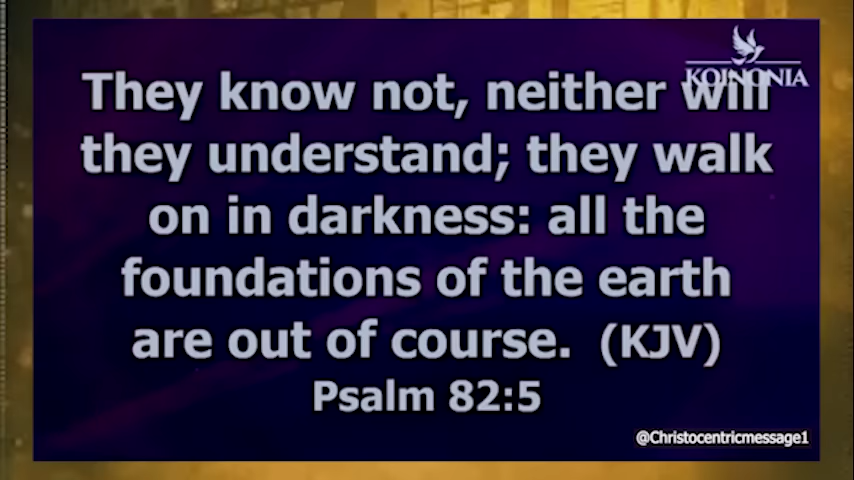 KOINONIA
They know not, neither will
they understand; they walk
on in darkness: all the
foundations of the earth
are out of course. (KJV)
Psalm 82:5
@Christocentricmessage1